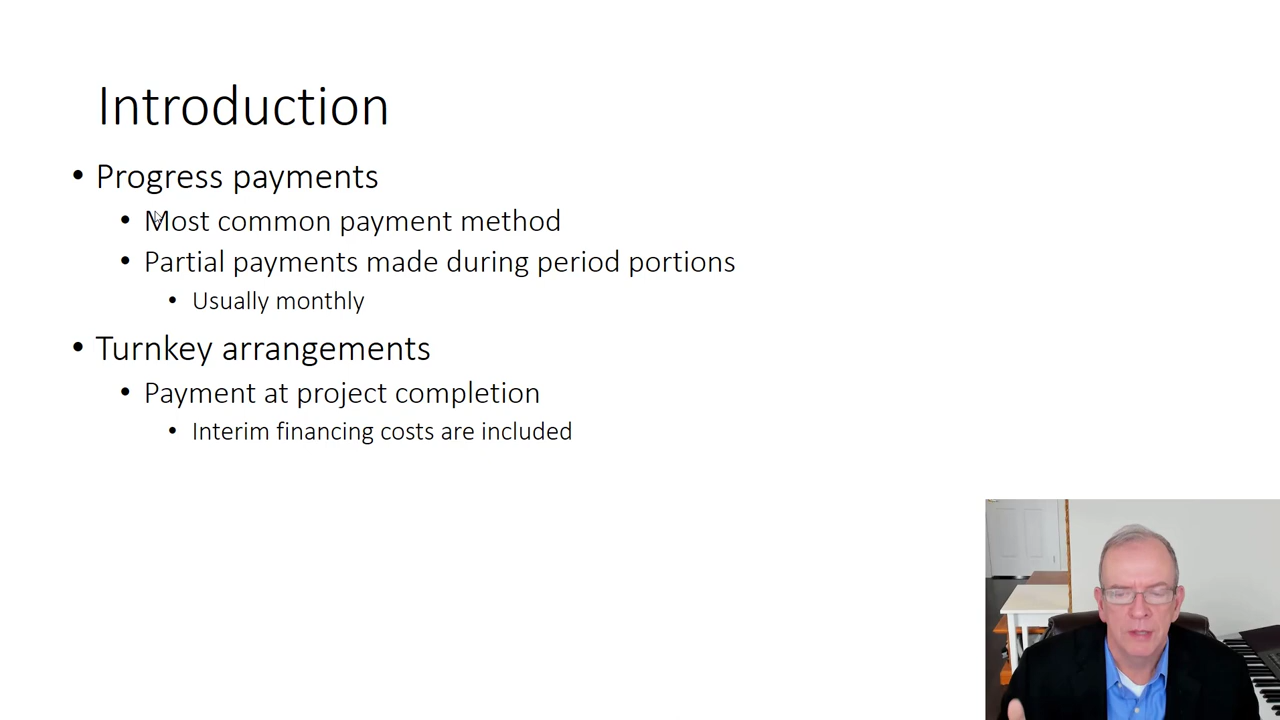 Introduction
• Progress payments
• Most common payment method
• Partial payments made during period portions
• Usually monthly
• Turnkey arrangements
• Payment at project completion
• Interim financing costs are included